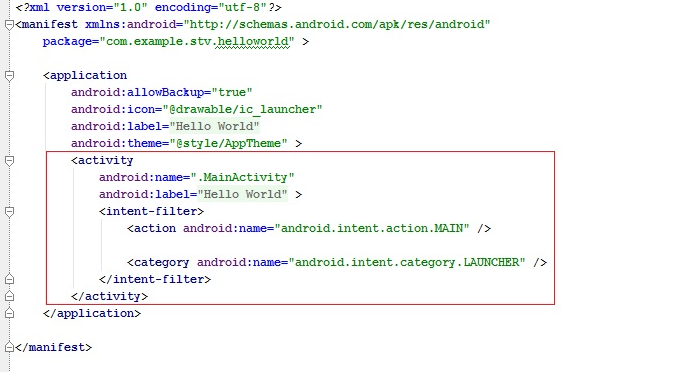 <?xml version="1.0" encoding="utf-8"?>
<manifest xmlns:android="http://schemas.android.com/apk/res/android"
package="com.example.stv.helloworld" >
<application
android:allowBackup="true"
android:icon="@drawable/ic_launcher"
android:label="Hello World"
android:theme="@style/AppTheme" >
<activity
android:name=".MainActivity"
android:label="Hello World" >
<intent-filter>
<action android:name="android.intent.action.MAIN" />
<category android:name="android.intent.category.LAUNCHER" />
</intent-filter>
</activity>
</application>
</manifest>